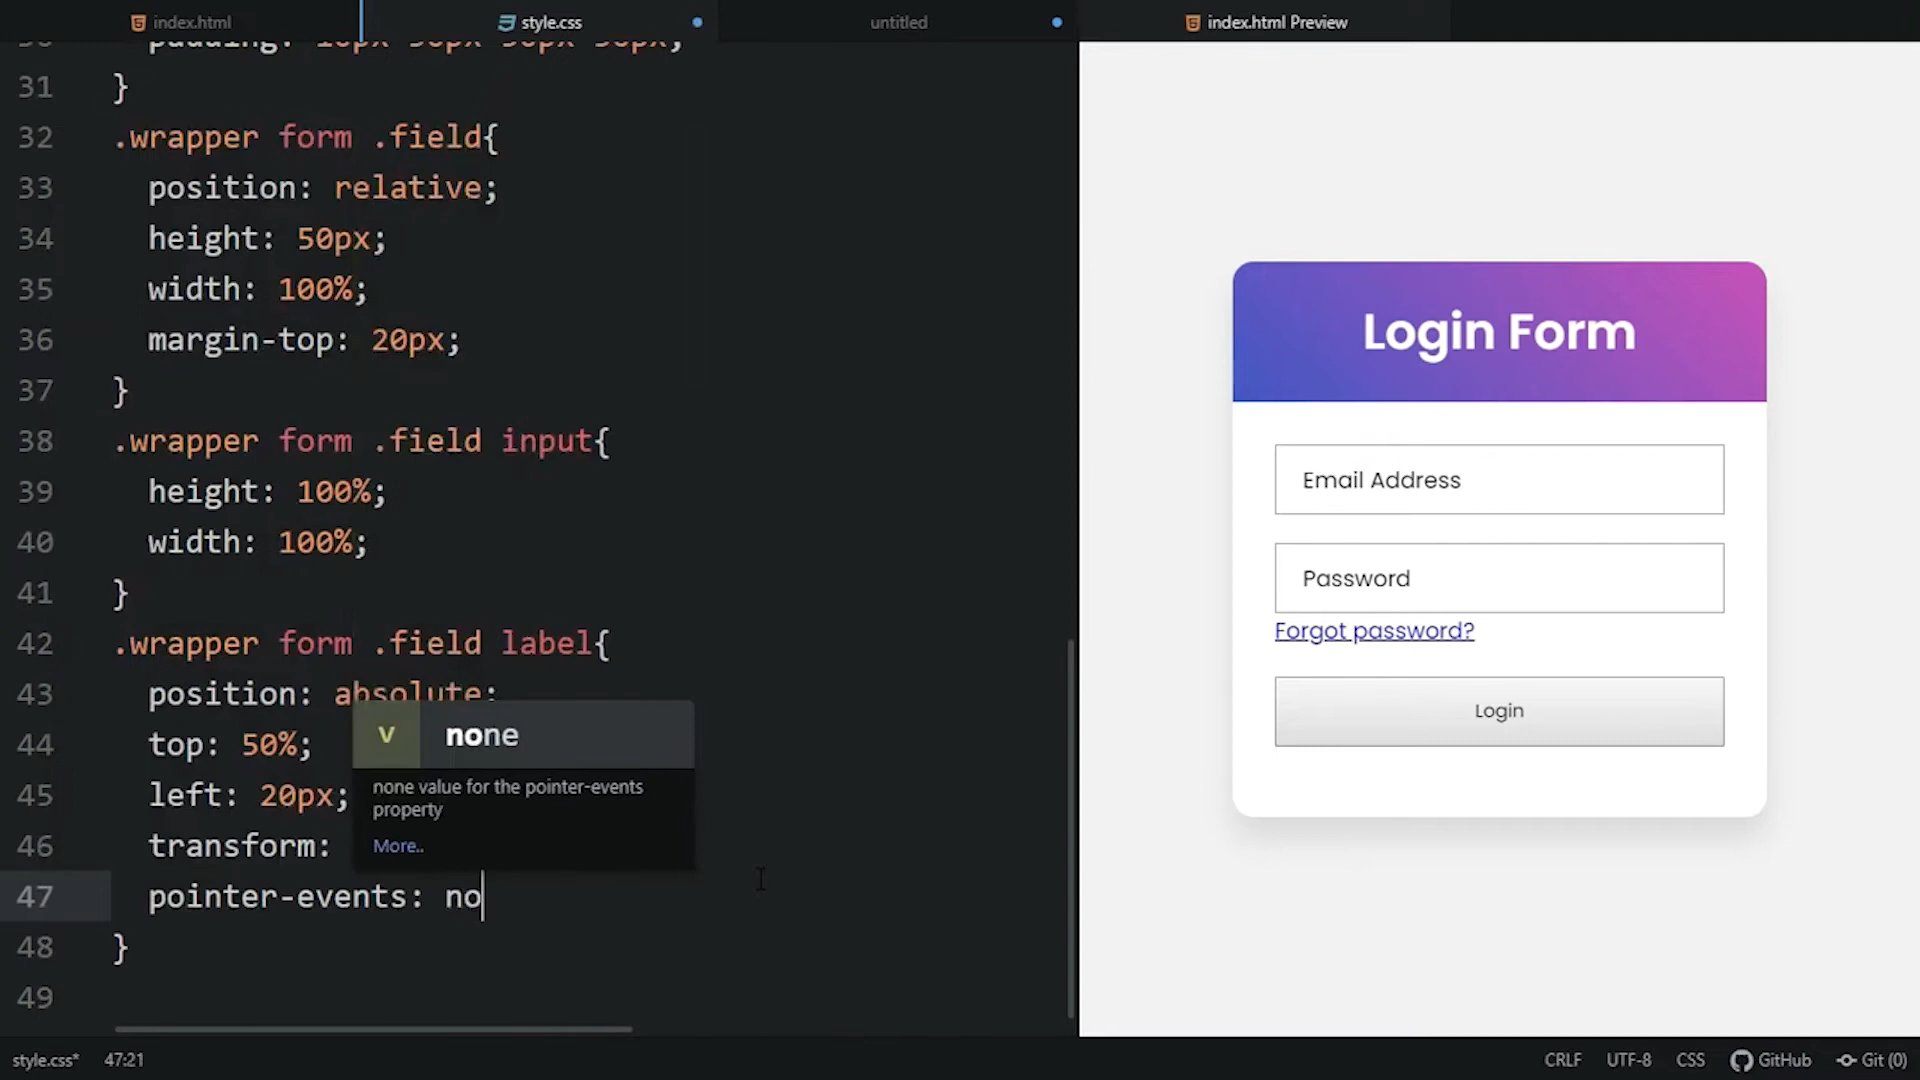 index.html
style.css
untitled
index.html Preview
31 }
32 .wrapper form .field{
33 position: relative;
34 height: 50px;
35 width: 100%;
36 margin-top: 20px;
37 }
38 .wrapper form .field input{
39 height: 100%;
40 width: 100%;
41 }
42 .wrapper form .field label{
43 position: absolute;
44 top: 50%;
45 left: 20px;
46 transform:
47 pointer-events: no
48 }
49
v none
none value for the pointer-events
property
More..
style.css* 47:21
Login Form
Email Address
Password
Forgot password?
Login
CRLF UTF-8 CSS GitHub Git (0)